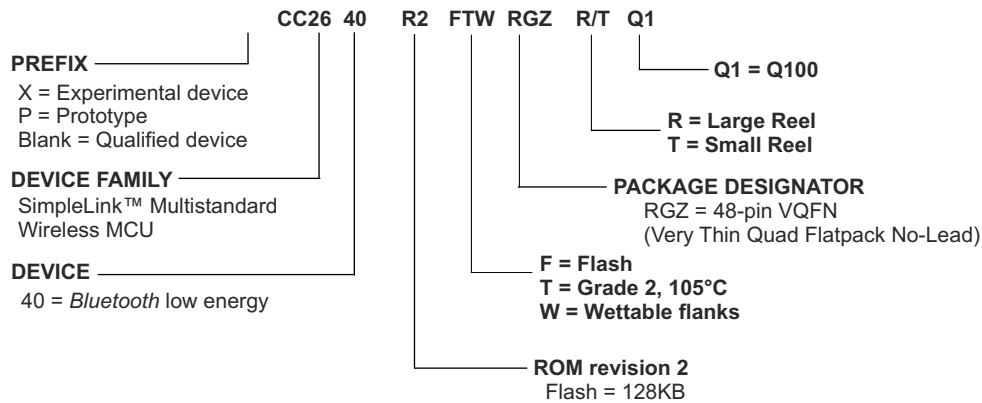 CC26 40 R2 FTW RGZ R/T Q1
PREFIX
X = Experimental device
P = Prototype
Blank = Qualified device
DEVICE FAMILY
SimpleLink™ Multistandard
Wireless MCU
DEVICE
40 = Bluetooth low energy
Q1 = Q100
R = Large Reel
T = Small Reel
PACKAGE DESIGNATOR
RGZ = 48-pin VQFN
(Very Thin Quad Flatpack No-Lead)
F = Flash
T = Grade 2, 105°C
W = Wettable flanks
ROM revision 2
Flash = 128KB